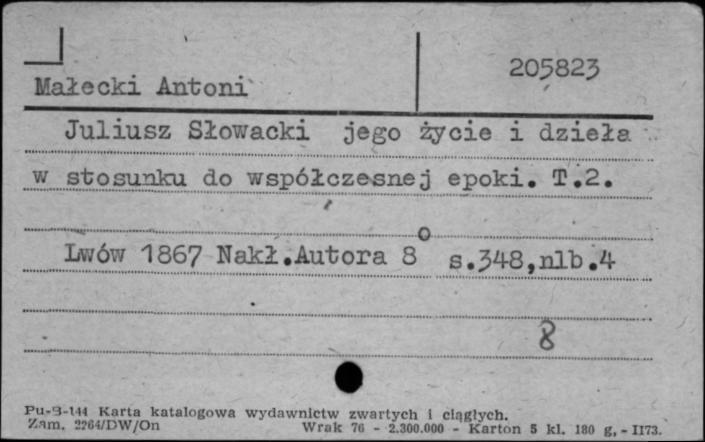 205823
Małecki Antoni
Juliusz Słowacki jego życie i dzieła
w stosunku do współczesnej epoki. T.2.
Lwów 1867 Nakł.Autora 8° s.348,nlb.4
8
Pu-B-144 Karta katalogowa wydawnictw zwartych i ciągłych.
Zam. 2264/DW/On Wrak 76 - 2.300.000 - Karton 5 kl. 180 g. - II73.